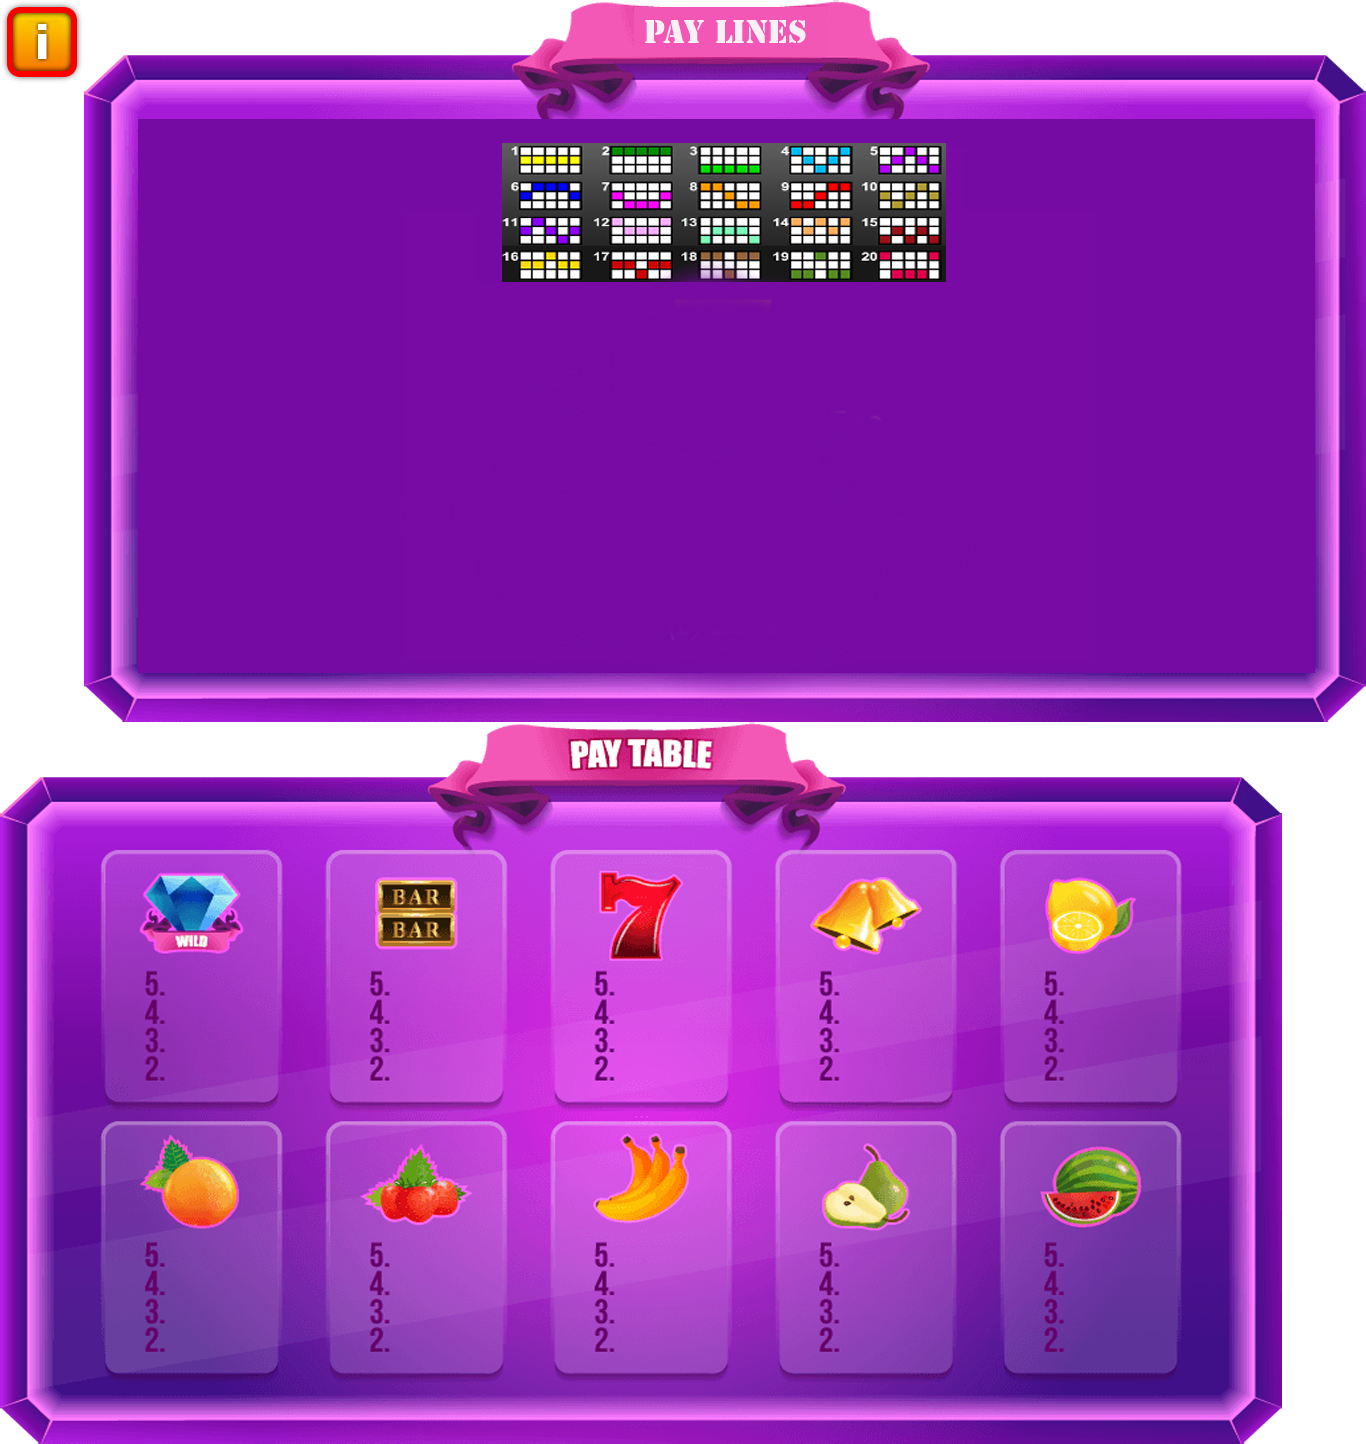 i
PAY LINES
1 2 3 4 5
6 7 8 9 10
11 12 13 14 15
16 17 18 19 20
PAY TABLE
WILD
BAR
BAR
7
5. 5. 5. 5. 5.
4. 4. 4. 4. 4.
3. 3. 3. 3. 3.
2. 2. 2. 2. 2.
5. 5. 5. 5. 5.
4. 4. 4. 4. 4.
3. 3. 3. 3. 3.
2. 2. 2. 2. 2.